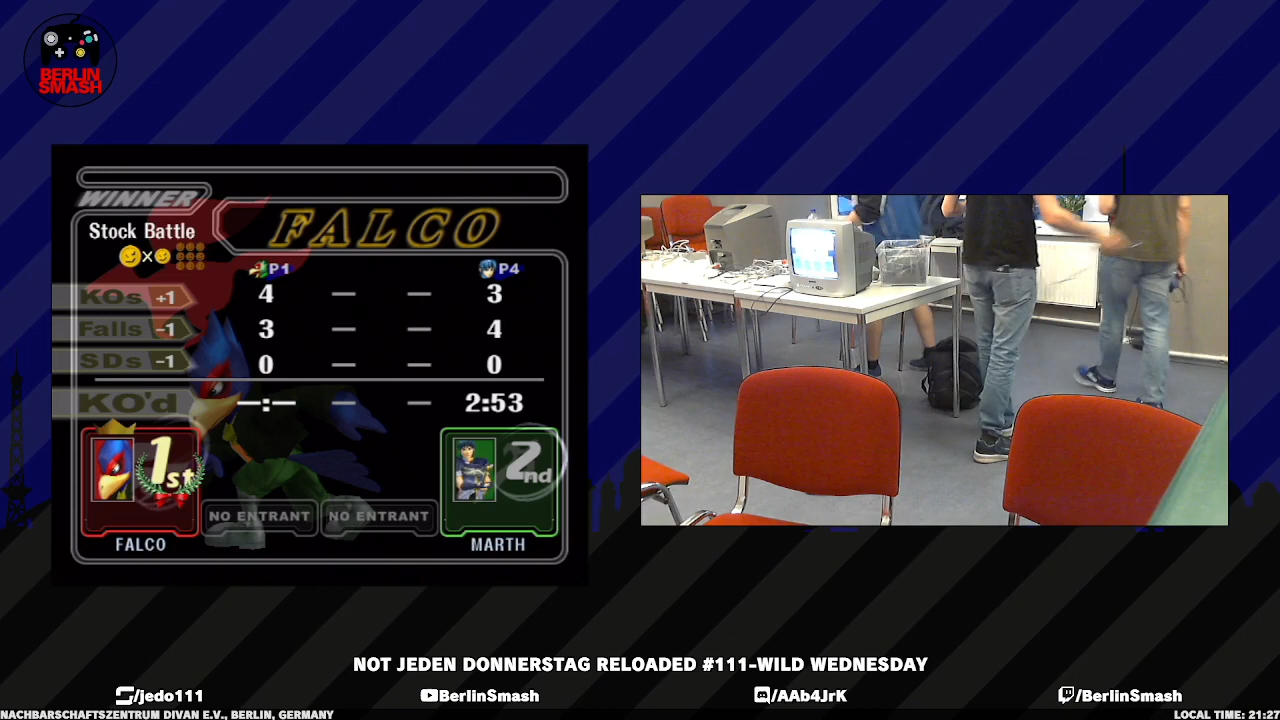 BERLIN
SMASH
WINNER
FALCO
Stock Battle
×
P1
P4
KOs +1
4 — — 3
Falls -1
3 — — 4
SDs -1
0 — — 0
KO'd
—:— — — 2:53
1st
2nd
NO ENTRANT
NO ENTRANT
FALCO
MARTH
NOT JEDEN DONNERSTAG RELOADED #111-WILD WEDNESDAY
/jedo111
BerlinSmash
/AAb4JrK
/BerlinSmash
NACHBARSCHAFTSZENTRUM DIVAN E.V., BERLIN, GERMANY
LOCAL TIME: 21:27